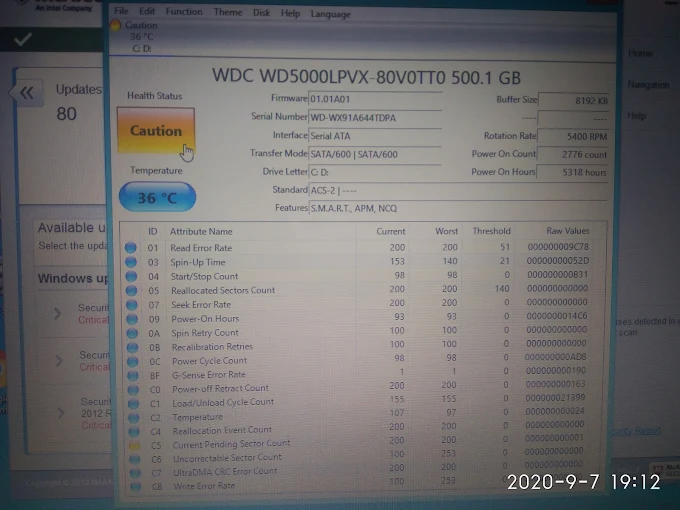 An Intel Company
File Edit Function Theme Disk Help Language
Caution
36 °C
C: D:
WDC WD5000LPVX-80V0TT0 500.1 GB
Health Status
Caution
Temperature
36 °C
Firmware 01.01A01
Serial Number WD-WX91A644TDPA
Interface Serial ATA
Transfer Mode SATA/600 | SATA/600
Drive Letter C: D:
Standard ACS-2 | ----
Features S.M.A.R.T., APM, NCQ
Buffer Size 8192 KB
---- ----
Rotation Rate 5400 RPM
Power On Count 2776 count
Power On Hours 5318 hours
ID Attribute Name Current Worst Threshold Raw Values
01 Read Error Rate 200 200 51 000000009C78
03 Spin-Up Time 153 140 21 00000000052D
04 Start/Stop Count 98 98 0 000000000B31
05 Reallocated Sectors Count 200 200 140 000000000000
07 Seek Error Rate 200 200 0 000000000000
09 Power-On Hours 93 93 0 0000000014C6
0A Spin Retry Count 100 100 0 000000000000
0B Recalibration Retries 100 100 0 000000000000
0C Power Cycle Count 98 98 0 000000000AD8
BF G-Sense Error Rate 1 1 0 000000000190
C0 Power-off Retract Count 200 200 0 000000000163
C1 Load/Unload Cycle Count 155 155 0 000000021399
C2 Temperature 107 97 0 000000000024
C4 Reallocation Event Count 200 200 0 000000000000
C5 Current Pending Sector Count 200 200 0 000000000001
C6 Uncorrectable Sector Count 100 253 0 000000000000
C7 UltraDMA CRC Error Count 200 200 0 000000000000
C8 Write Error Rate 100 253
Updates
80
Available u
Select the upda
Windows up
Securi
Critical
Securi
Critical
Securi
2012 R
Critical
Home
Navigation
Help
detected in
scan
Report
2020-9-7 19:12